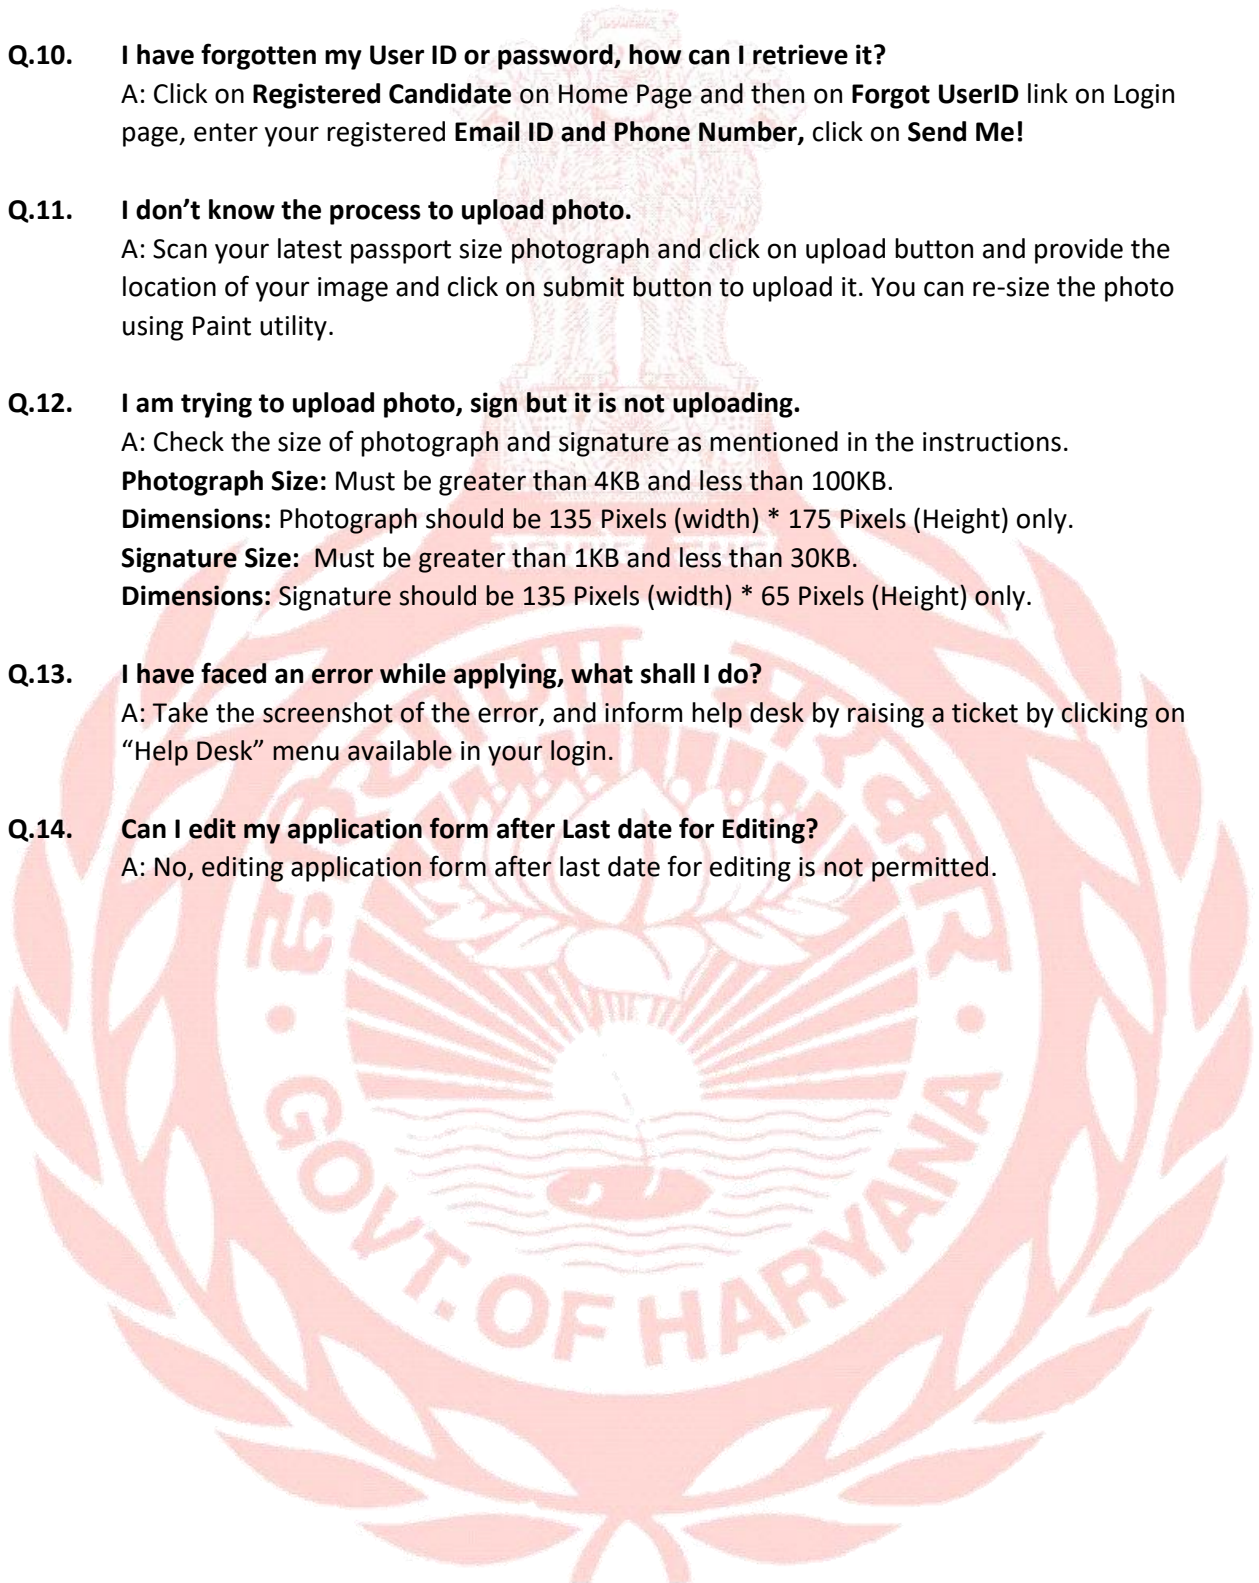 Q.10. I have forgotten my User ID or password, how can I retrieve it?
A: Click on Registered Candidate on Home Page and then on Forgot UserID link on Login
page, enter your registered Email ID and Phone Number, click on Send Me!
Q.11. I don’t know the process to upload photo.
A: Scan your latest passport size photograph and click on upload button and provide the
location of your image and click on submit button to upload it. You can re-size the photo
using Paint utility.
Q.12. I am trying to upload photo, sign but it is not uploading.
A: Check the size of photograph and signature as mentioned in the instructions.
Photograph Size: Must be greater than 4KB and less than 100KB.
Dimensions: Photograph should be 135 Pixels (width) * 175 Pixels (Height) only.
Signature Size:  Must be greater than 1KB and less than 30KB.
Dimensions: Signature should be 135 Pixels (width) * 65 Pixels (Height) only.
Q.13. I have faced an error while applying, what shall I do?
A: Take the screenshot of the error, and inform help desk by raising a ticket by clicking on
“Help Desk” menu available in your login.
Q.14. Can I edit my application form after Last date for Editing?
A: No, editing application form after last date for editing is not permitted.
हरियाणा सरकार
GOVT. OF HARYANA